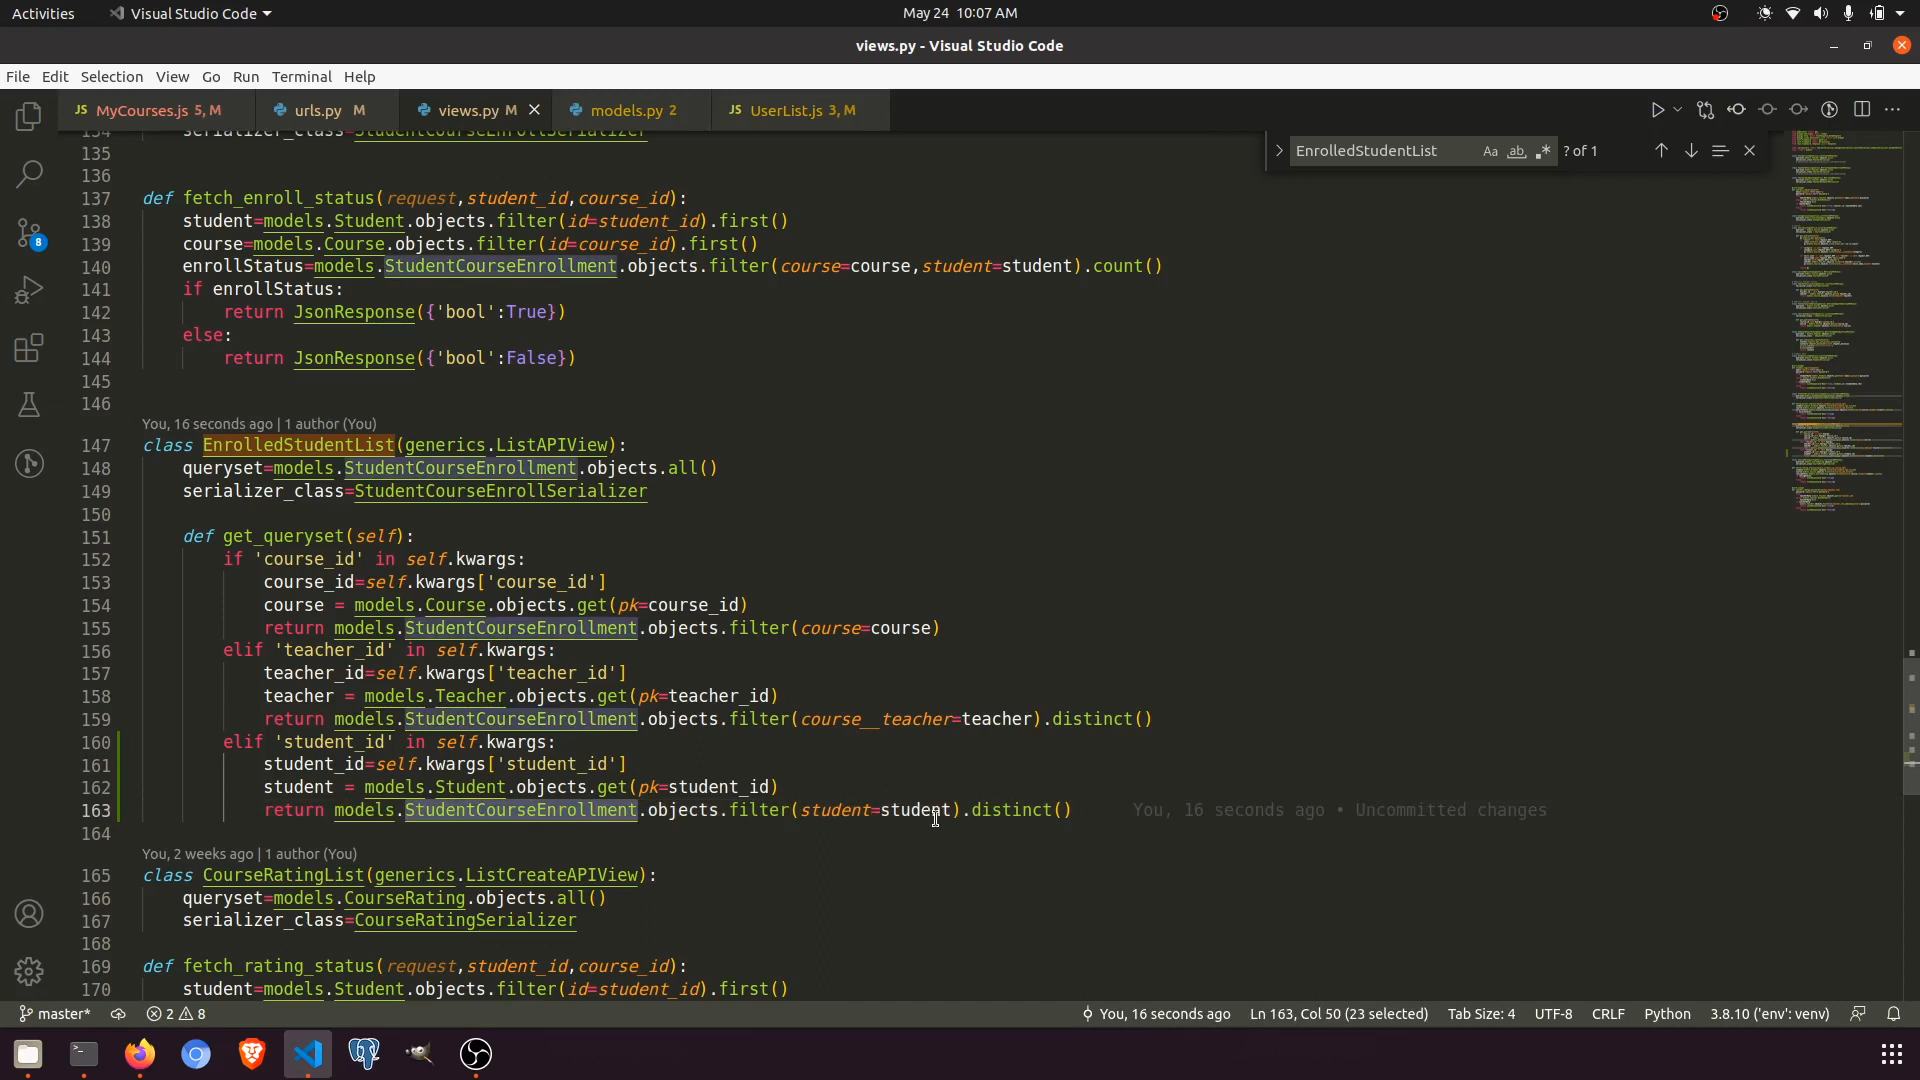 Activities Visual Studio Code May 24 10:07 AM
views.py - Visual Studio Code
File Edit Selection View Go Run Terminal Help
JS MyCourses.js 5, M urls.py M views.py M models.py 2 JS UserList.js 3, M
EnrolledStudentList Aa ab ? of 1
134 serializer_class=StudentCourseEnrollSerializer
135
136
137 def fetch_enroll_status(request,student_id,course_id):
138 student=models.Student.objects.filter(id=student_id).first()
139 course=models.Course.objects.filter(id=course_id).first()
140 enrollStatus=models.StudentCourseEnrollment.objects.filter(course=course,student=student).count()
141 if enrollStatus:
142 return JsonResponse({'bool':True})
143 else:
144 return JsonResponse({'bool':False})
145
146
You, 16 seconds ago | 1 author (You)
147 class EnrolledStudentList(generics.ListAPIView):
148 queryset=models.StudentCourseEnrollment.objects.all()
149 serializer_class=StudentCourseEnrollSerializer
150
151 def get_queryset(self):
152 if 'course_id' in self.kwargs:
153 course_id=self.kwargs['course_id']
154 course = models.Course.objects.get(pk=course_id)
155 return models.StudentCourseEnrollment.objects.filter(course=course)
156 elif 'teacher_id' in self.kwargs:
157 teacher_id=self.kwargs['teacher_id']
158 teacher = models.Teacher.objects.get(pk=teacher_id)
159 return models.StudentCourseEnrollment.objects.filter(course__teacher=teacher).distinct()
160 elif 'student_id' in self.kwargs:
161 student_id=self.kwargs['student_id']
162 student = models.Student.objects.get(pk=student_id)
163 return models.StudentCourseEnrollment.objects.filter(student=student).distinct() You, 16 seconds ago • Uncommitted changes
164
You, 2 weeks ago | 1 author (You)
165 class CourseRatingList(generics.ListCreateAPIView):
166 queryset=models.CourseRating.objects.all()
167 serializer_class=CourseRatingSerializer
168
169 def fetch_rating_status(request,student_id,course_id):
170 student=models.Student.objects.filter(id=student_id).first()
8
master* 2 8 You, 16 seconds ago Ln 163, Col 50 (23 selected) Tab Size: 4 UTF-8 CRLF Python 3.8.10 ('env': venv)